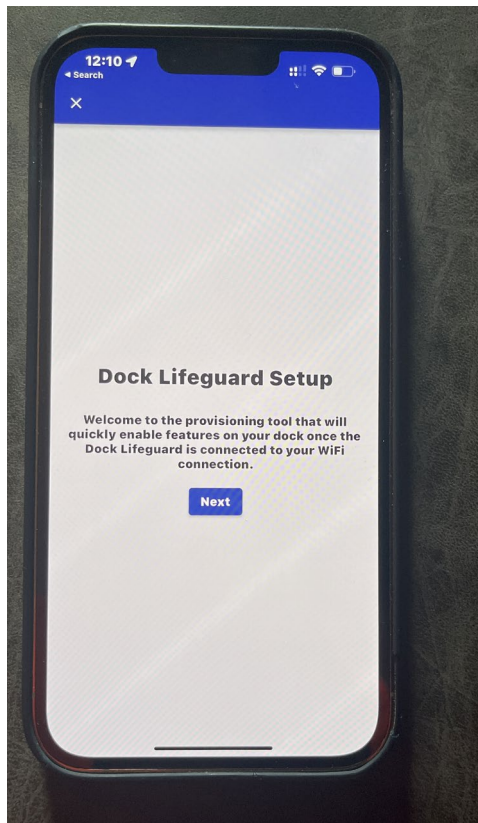 12:10
◀ Search
Dock Lifeguard Setup
Welcome to the provisioning tool that will
quickly enable features on your dock once the
Dock Lifeguard is connected to your WiFi
connection.
Next